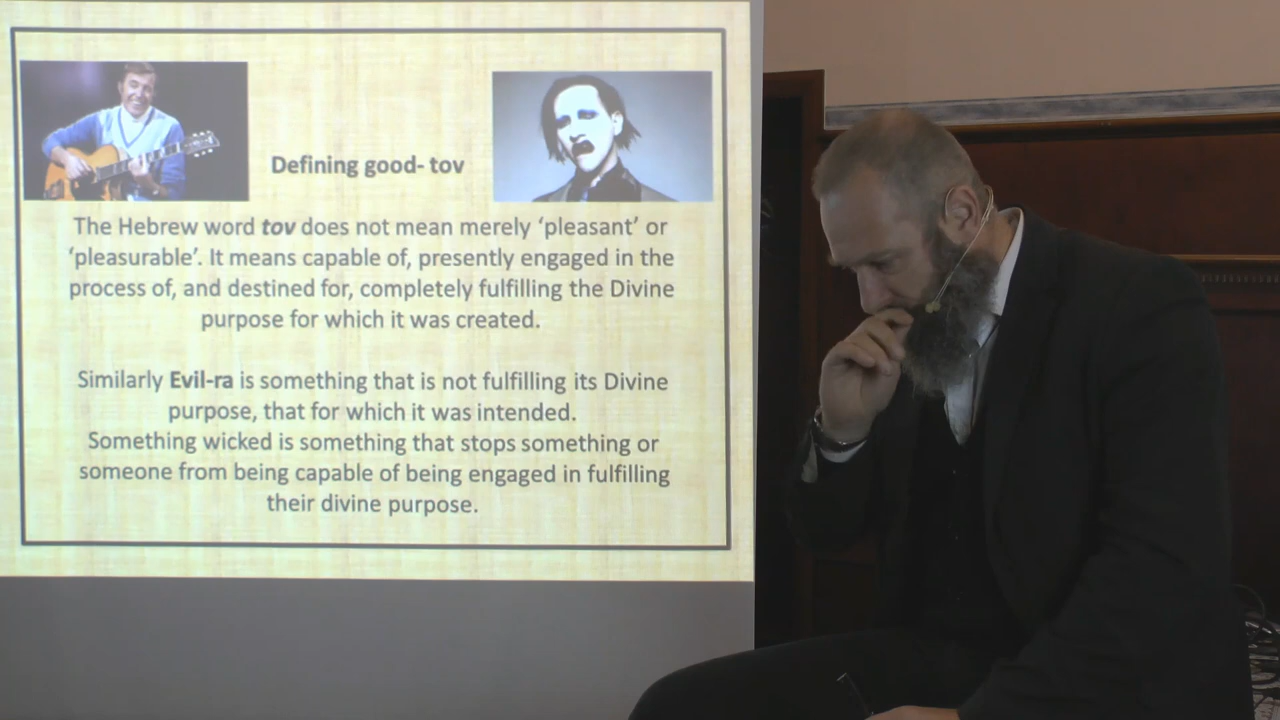 Defining good- tov
The Hebrew word tov does not mean merely ‘pleasant’ or
‘pleasurable’. It means capable of, presently engaged in the
process of, and destined for, completely fulfilling the Divine
purpose for which it was created.
Similarly Evil-ra is something that is not fulfilling its Divine
purpose, that for which it was intended.
Something wicked is something that stops something or
someone from being capable of being engaged in fulfilling
their divine purpose.